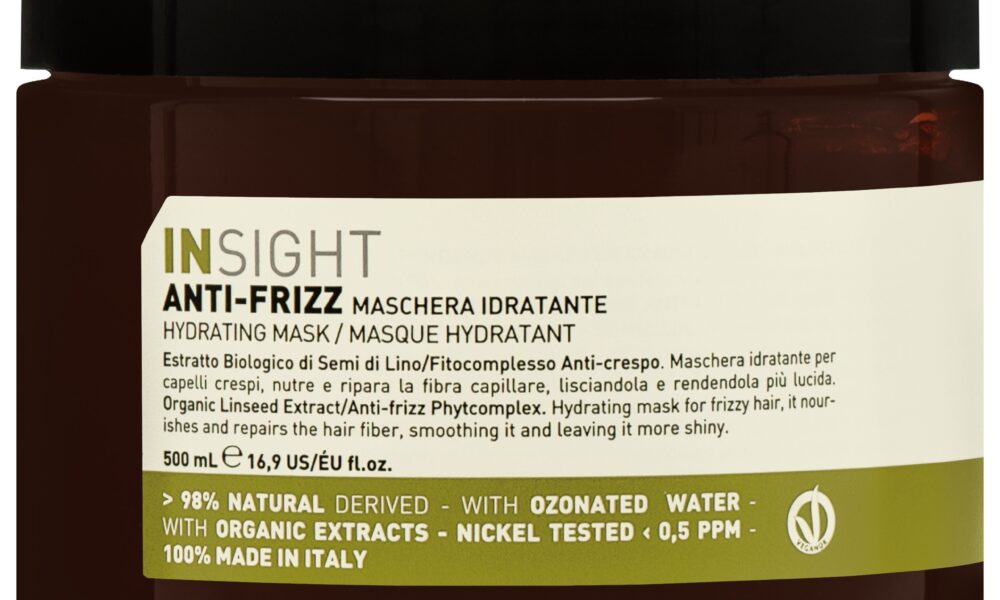 INSIGHT
ANTI-FRIZZ MASCHERA IDRATANTE
HYDRATING MASK / MASQUE HYDRATANT
Estratto Biologico di Semi di Lino/Fitocomplesso Anti-crespo. Maschera idratante per
capelli crespi, nutre e ripara la fibra capillare, lisciandola e rendendola più lucida.
Organic Linseed Extract/Anti-frizz Phytcomplex. Hydrating mask for frizzy hair, it nour-
ishes and repairs the hair fiber, smoothing it and leaving it more shiny.
500 mL ℮ 16,9 US/ÉU fl.oz.
> 98% NATURAL DERIVED - WITH OZONATED WATER -
WITH ORGANIC EXTRACTS - NICKEL TESTED < 0,5 PPM -
100% MADE IN ITALY
VEGANOK